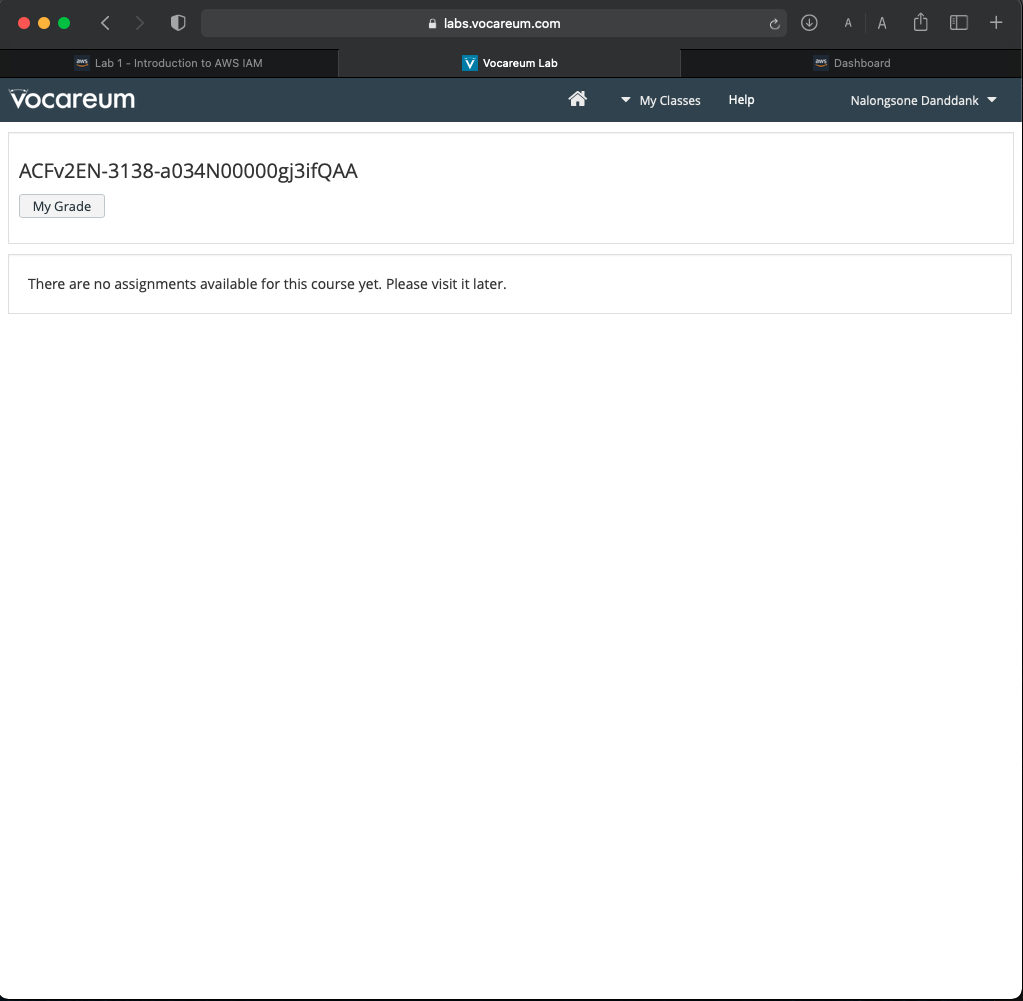 labs.vocareum.com
A A
aws Lab 1 - Introduction to AWS IAM
V Vocareum Lab
aws Dashboard
vocareum
My Classes
Help
Nalongsone Danddank
ACFv2EN-3138-a034N00000gj3ifQAA
My Grade
There are no assignments available for this course yet. Please visit it later.